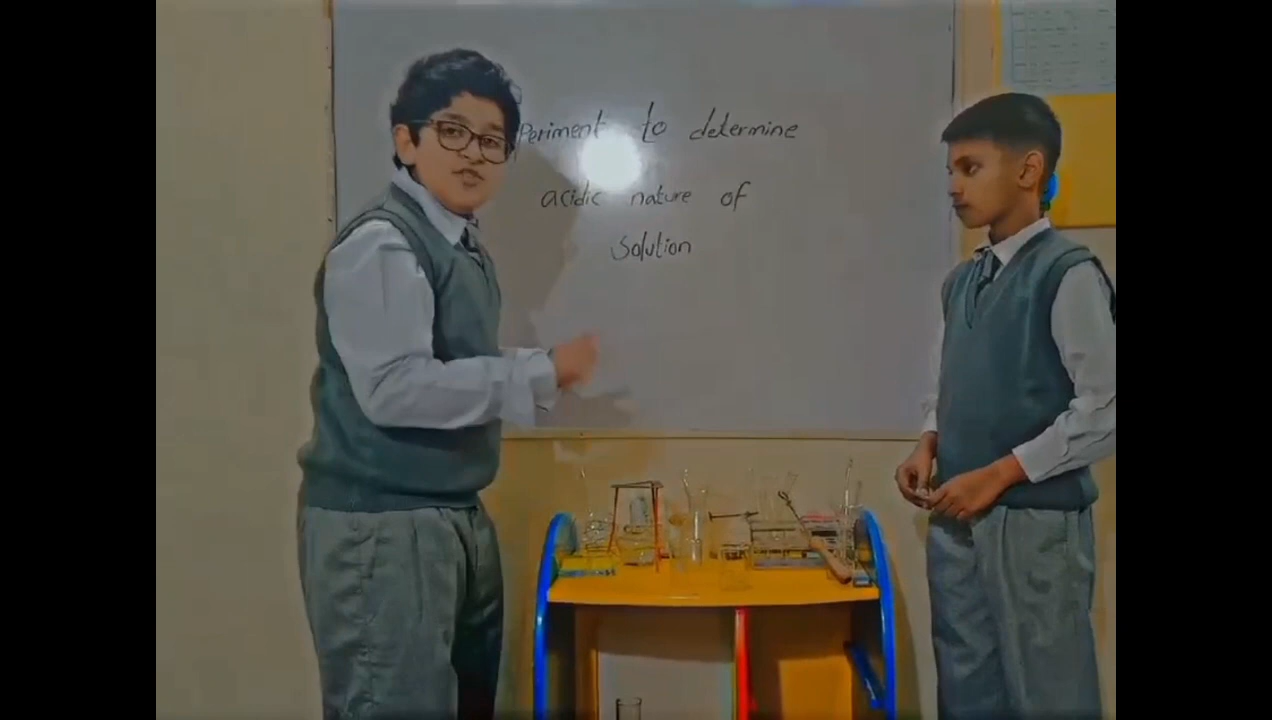 Periment to determine
acidic nature of
Solution